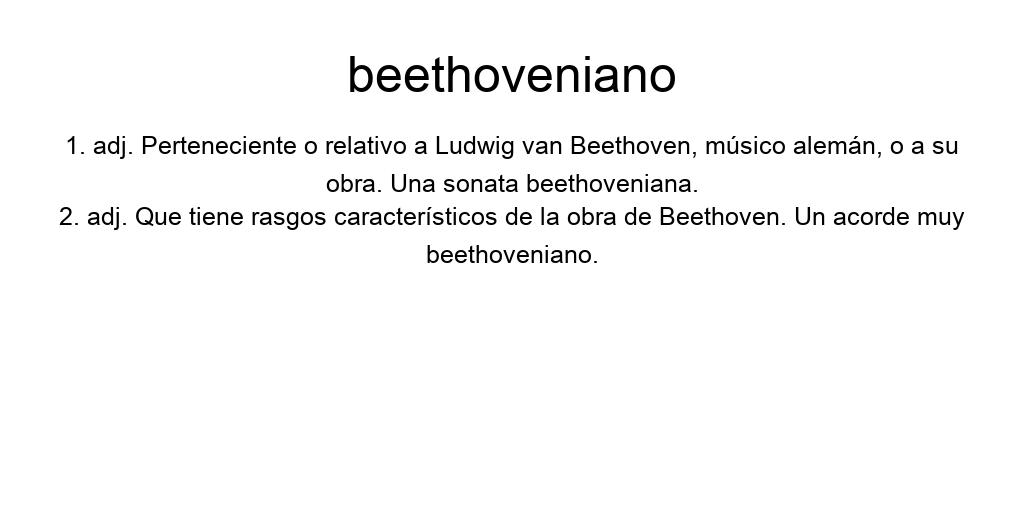 beethoveniano
1. adj. Perteneciente o relativo a Ludwig van Beethoven, músico alemán, o a su
obra. Una sonata beethoveniana.
2. adj. Que tiene rasgos característicos de la obra de Beethoven. Un acorde muy
beethoveniano.